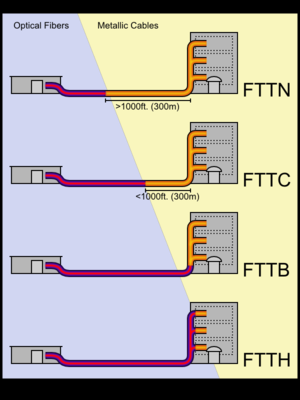 Optical Fibers
Metallic Cables
FTTN
>1000ft. (300m)
FTTC
<1000ft. (300m)
FTTB
FTTH